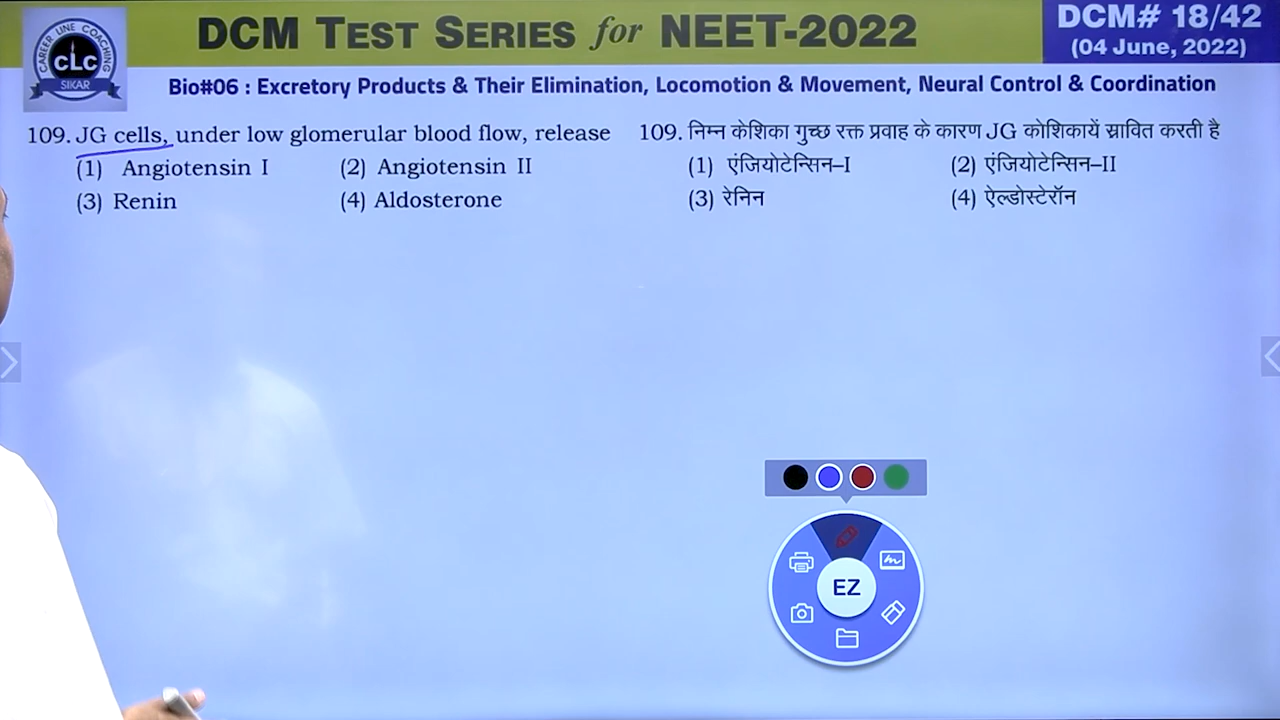 CAREER LINE COACHING
CLC
SIKAR
DCM TEST SERIES for NEET-2022
DCM# 18/42
(04 June, 2022)
Bio#06 : Excretory Products & Their Elimination, Locomotion & Movement, Neural Control & Coordination
109. JG cells, under low glomerular blood flow, release
(1) Angiotensin I (2) Angiotensin II
(3) Renin (4) Aldosterone
109. निम्न केशिका गुच्छ रक्त प्रवाह के कारण JG कोशिकायें स्रावित करती है
(1) एंजियोटेन्सिन–I (2) एंजियोटेन्सिन–II
(3) रेनिन (4) ऐल्डोस्टेरॉन
EZ